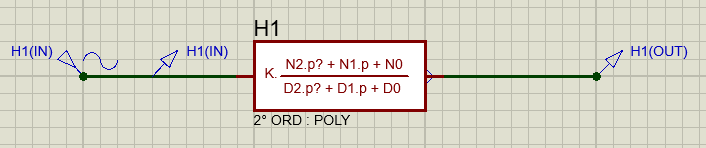 H1
H1(IN)
H1(IN)
H1(OUT)
K.
N2.p? + N1.p + N0
D2.p? + D1.p + D0
2° ORD : POLY